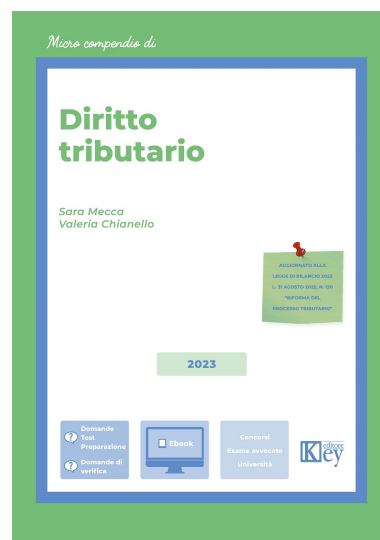 Micro compendio di
Diritto
tributario
Sara Mecca
Valeria Chianello
AGGIORNATO ALLA
LEGGE DI BILANCIO 2022
L. 31 AGOSTO 2022, N. 130
"RIFORMA DEL
PROCESSO TRIBUTARIO"
2023
Domande
Test
Preparazione
Domande di
verifica
Ebook
Concorsi
Esame avvocato
Università
Key editore